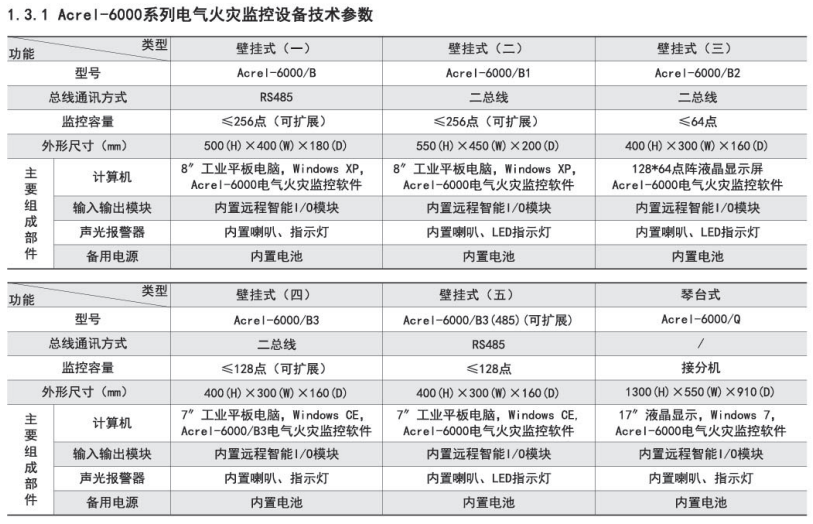 1.3.1 Acrel-6000系列电气火灾监控设备技术参数
功能 类型 壁挂式（一） 壁挂式（二） 壁挂式（三）
型号 Acrel-6000/B Acrel-6000/B1 Acrel-6000/B2
总线通讯方式 RS485 二总线 二总线
监控容量 ≤256点（可扩展） ≤256点（可扩展） ≤64点
外形尺寸（mm） 500(H)×400(W)×180(D) 550(H)×450(W)×200(D) 400(H)×300(W)×160(D)
主要组成部件
计算机 8″工业平板电脑，Windows XP，Acrel-6000电气火灾监控软件 8″工业平板电脑，Windows XP，Acrel-6000电气火灾监控软件 128*64点阵液晶显示屏 Acrel-6000电气火灾监控软件
输入输出模块 内置远程智能I/O模块 内置远程智能I/O模块 内置远程智能I/O模块
声光报警器 内置喇叭、指示灯 内置喇叭、LED指示灯 内置喇叭、LED指示灯
备用电源 内置电池 内置电池 内置电池
功能 类型 壁挂式（四） 壁挂式（五） 琴台式
型号 Acrel-6000/B3 Acrel-6000/B3(485)(可扩展) Acrel-6000/Q
总线通讯方式 二总线 RS485 /
监控容量 ≤128点（可扩展） ≤128点 接分机
外形尺寸（mm） 400(H)×300(W)×160(D) 400(H)×300(W)×160(D) 1300(H)×550(W)×910(D)
主要组成部件
计算机 7″工业平板电脑，Windows CE，Acrel-6000/B3电气火灾监控软件 7″工业平板电脑，Windows CE，Acrel-6000电气火灾监控软件 17″液晶显示，Windows 7，Acrel-6000电气火灾监控软件
输入输出模块 内置远程智能I/O模块 内置远程智能I/O模块 内置远程智能I/O模块
声光报警器 内置喇叭、指示灯 内置喇叭、LED指示灯 内置喇叭、指示灯
备用电源 内置电池 内置电池 内置电池